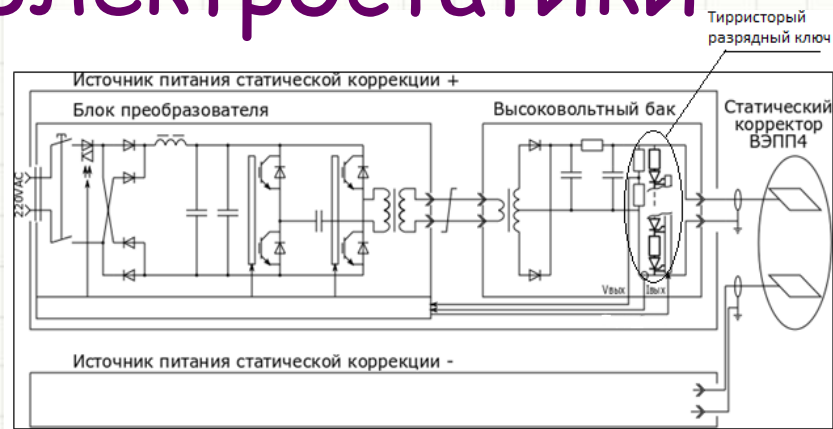 электростатики
Тирристорый
разрядный ключ
Источник питания статической коррекции +
Блок преобразователя
Высоковольтный бак
Статический
корректор
ВЭПП4
220VAC
Vвых
Iвых
Источник питания статической коррекции -